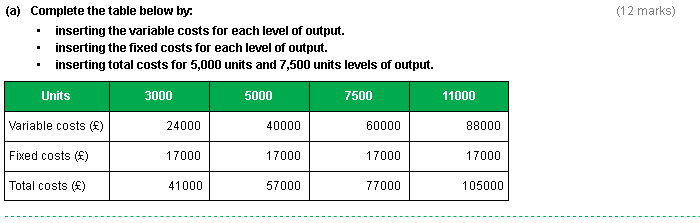 (a) Complete the table below by: (12 marks)
• inserting the variable costs for each level of output.
• inserting the fixed costs for each level of output.
• inserting total costs for 5,000 units and 7,500 units levels of output.
Units 3000 5000 7500 11000
Variable costs (£) 24000 40000 60000 88000
Fixed costs (£) 17000 17000 17000 17000
Total costs (£) 41000 57000 77000 105000